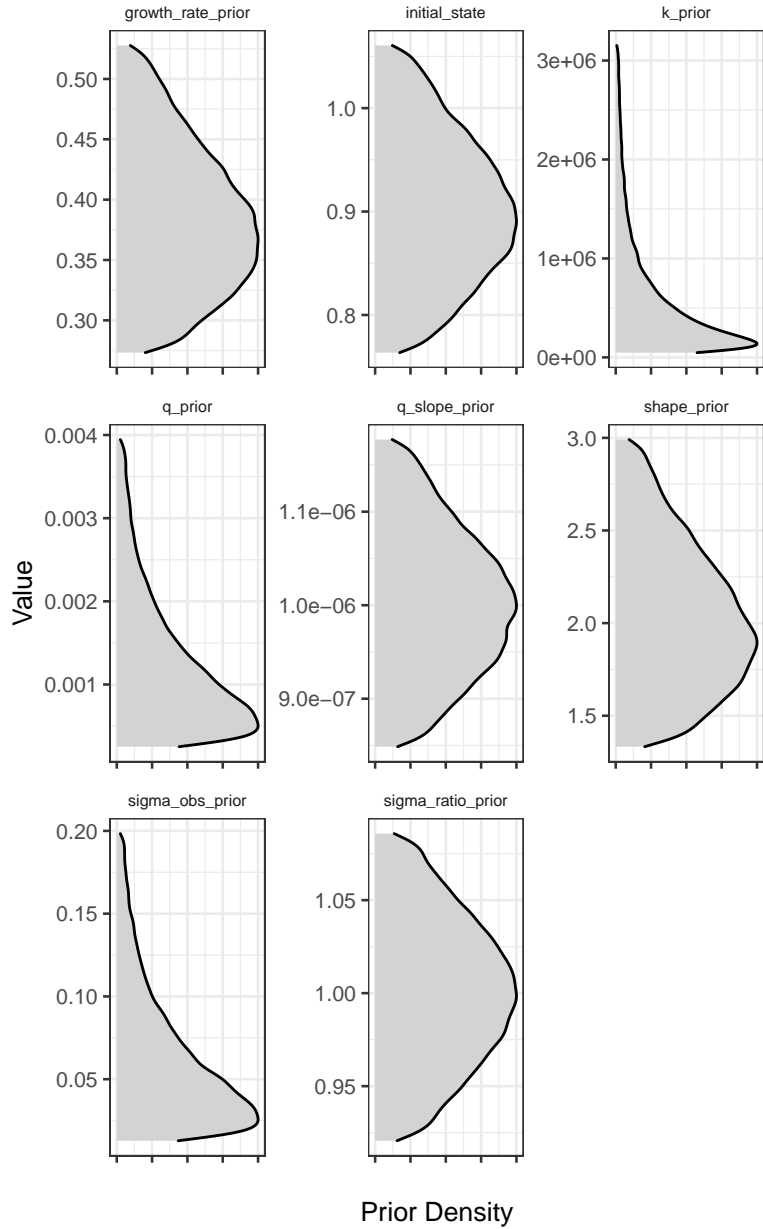 growth_rate_prior
initial_state
k_prior
0.50
0.45
0.40
0.35
0.30
1.0
0.9
0.8
3e+06
2e+06
1e+06
0e+00
q_prior
q_slope_prior
shape_prior
Value
0.004
0.003
0.002
0.001
1.1e−06
1.0e−06
9.0e−07
3.0
2.5
2.0
1.5
sigma_obs_prior
sigma_ratio_prior
0.20
0.15
0.10
0.05
1.05
1.00
0.95
Prior Density